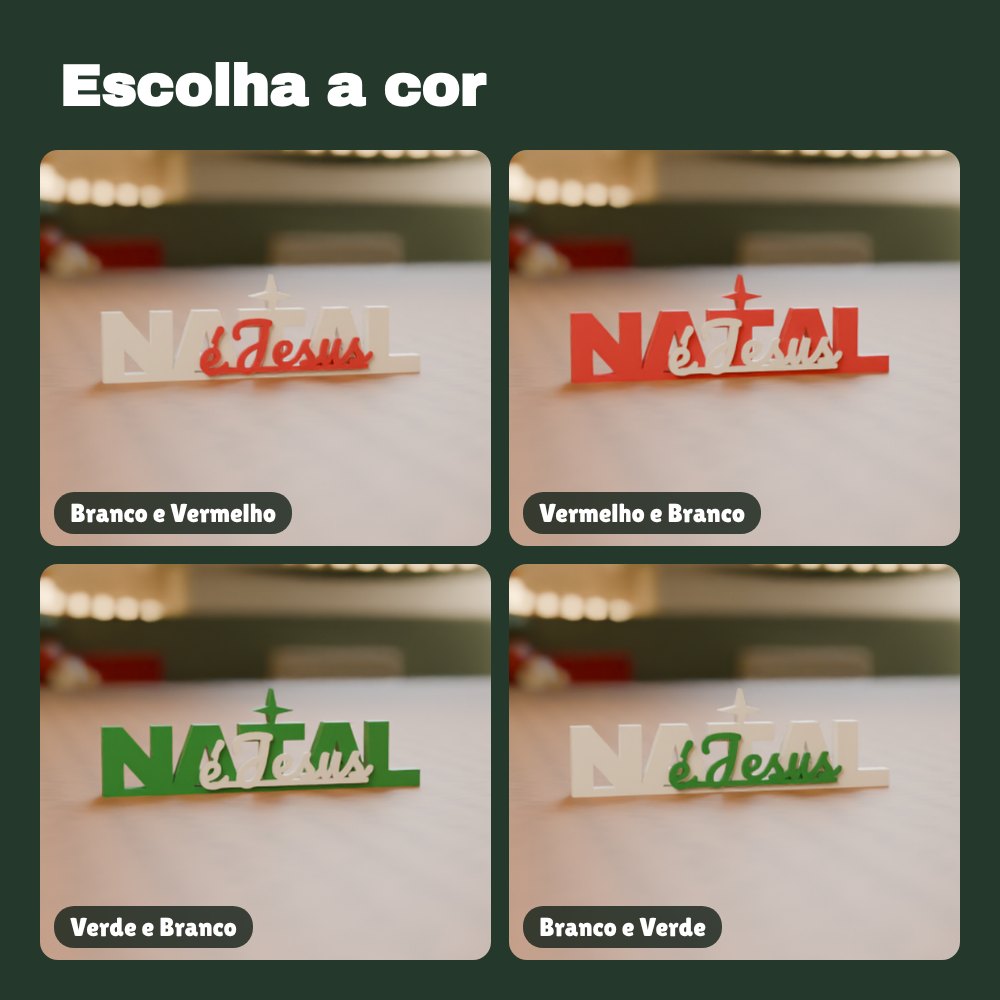 Escolha a cor
NATAL
é Jesus
Branco e Vermelho
NATAL
é Jesus
Vermelho e Branco
NATAL
é Jesus
Verde e Branco
NATAL
é Jesus
Branco e Verde